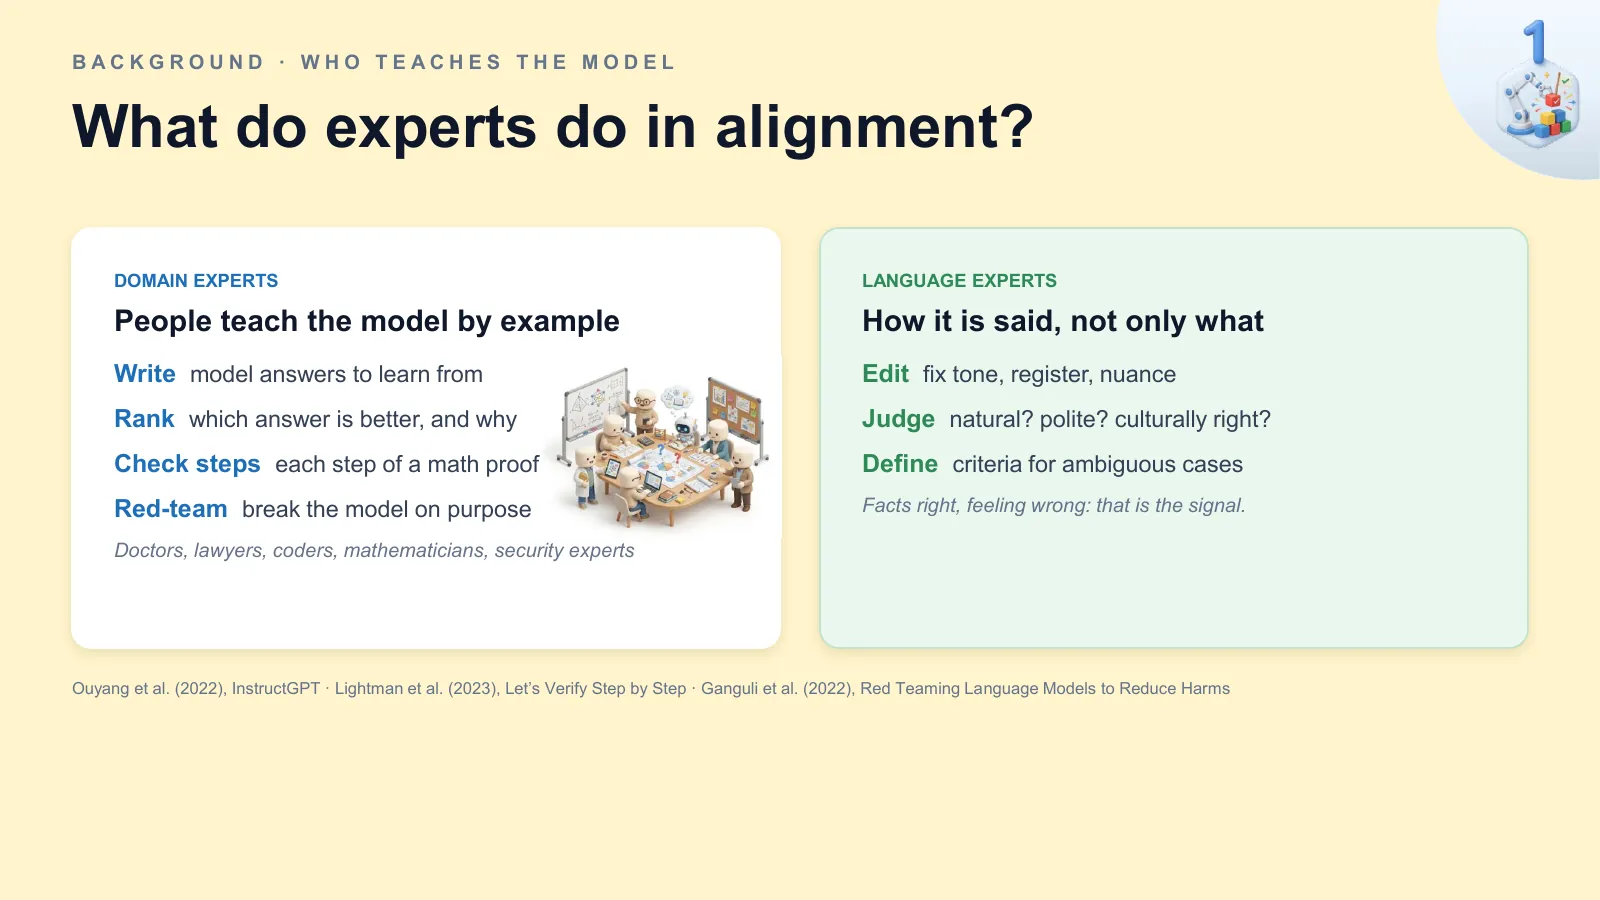 BACKGROUND · WHO TEACHES THE MODEL
What do experts do in alignment?
1
DOMAIN EXPERTS
People teach the model by example
Write model answers to learn from
Rank which answer is better, and why
Check steps each step of a math proof
Red-team break the model on purpose
Doctors, lawyers, coders, mathematicians, security experts
LANGUAGE EXPERTS
How it is said, not only what
Edit fix tone, register, nuance
Judge natural? polite? culturally right?
Define criteria for ambiguous cases
Facts right, feeling wrong: that is the signal.
Ouyang et al. (2022), InstructGPT · Lightman et al. (2023), Let’s Verify Step by Step · Ganguli et al. (2022), Red Teaming Language Models to Reduce Harms